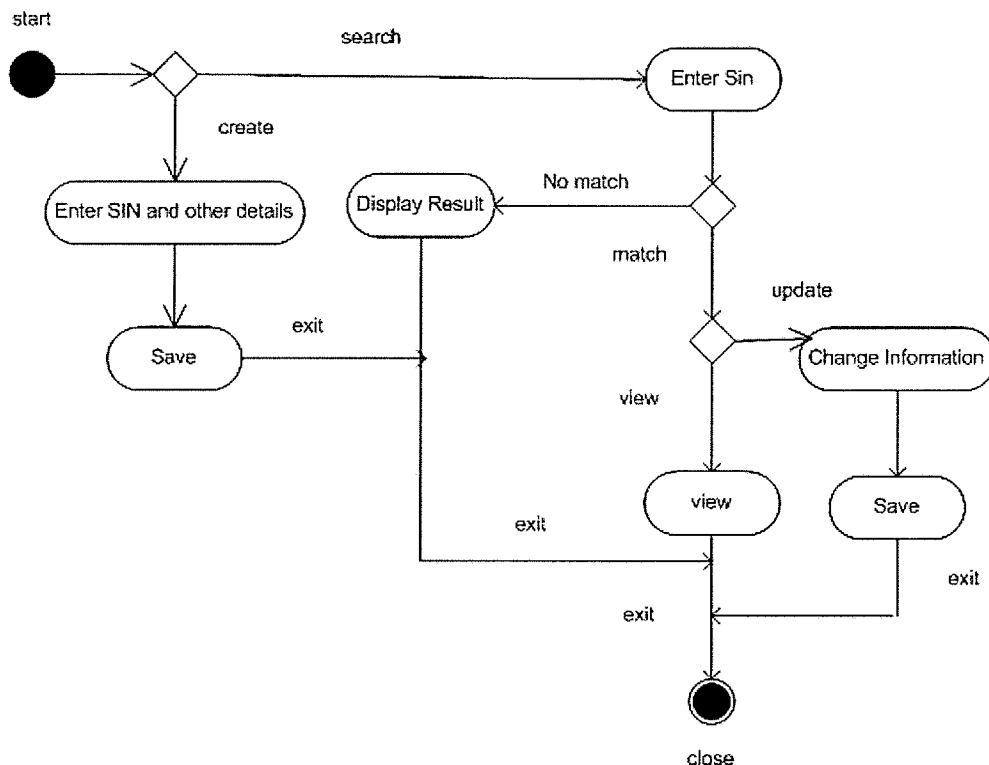 start
search
Enter Sin
create
No match
Enter SIN and other details
Display Result
match
update
exit
Save
Change Information
view
view
Save
exit
exit
exit
close